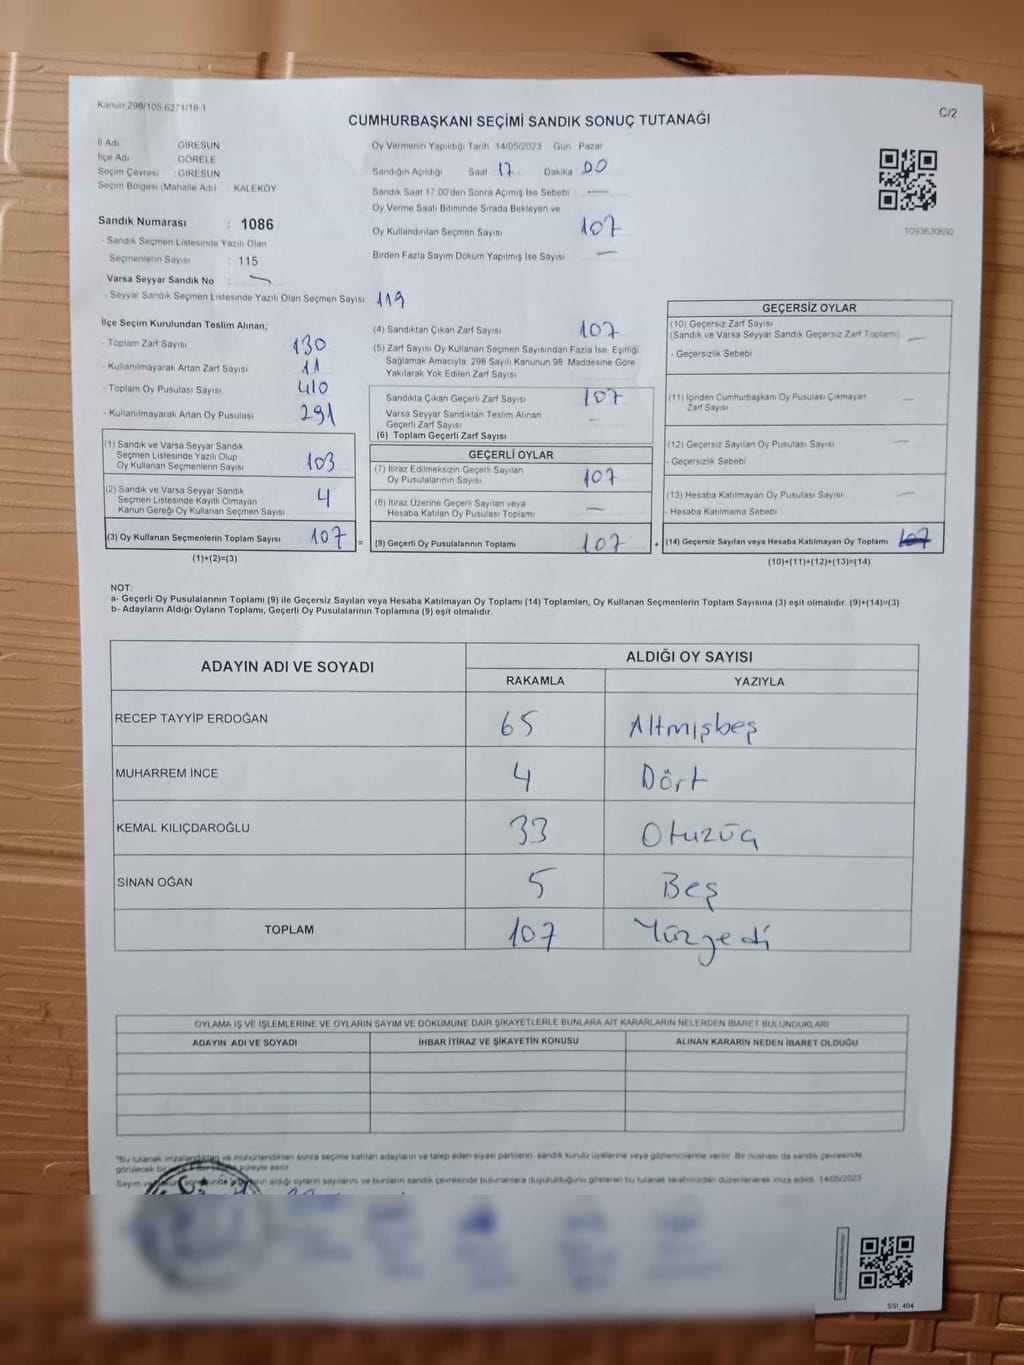 Kanun:298/105,6271/18-1
C/2
CUMHURBAŞKANI SEÇİMİ SANDIK SONUÇ TUTANAĞI
İl Adı GİRESUN
İlçe Adı GÖRELE
Seçim Çevresi : GİRESUN
Seçim Bölgesi (Mahalle Adı) KALEKÖY
Oy Vermenin Yapıldığı Tarih 14/05/2023 Gün Pazar
Sandığın Açıldığı Saat 17 Dakika 00
Sandık Saat 17.00'den Sonra Açımış İse Sebebi —
Oy Verme Saati Bitiminde Sırada Bekleyen ve
Oy Kullandırılan Seçmen Sayısı 107
Birden Fazla Sayım Döküm Yapılmış İse Sayısı —
1093630692
Sandık Numarası : 1086
- Sandık Seçmen Listesinde Yazılı Olan
Seçmenlerin Sayısı : 115
Varsa Seyyar Sandık No : —
- Seyyar Sandık Seçmen Listesinde Yazılı Olan Seçmen Sayısı 119
İlçe Seçim Kurulundan Teslim Alınan;
- Toplam Zarf Sayısı 130
- Kullanılmayarak Artan Zarf Sayısı 11
- Toplam Oy Pusulası Sayısı 410
- Kullanılmayarak Artan Oy Pusulası 291
(1) Sandık ve Varsa Seyyar Sandık
Seçmen Listesinde Yazılı Olup
Oy Kullanan Seçmenlerin Sayısı 103
(2) Sandık ve Varsa Seyyar Sandık
Seçmen Listesinde Kayıtlı Olmayan
Kanun Gereği Oy Kullanan Seçmen Sayısı 4
(3) Oy Kullanan Seçmenlerin Toplam Sayısı 107 =
(1)+(2)=(3)
(4) Sandıktan Çıkan Zarf Sayısı 107
(5) Zarf Sayısı Oy Kullanan Seçmen Sayısından Fazla İse, Eşitliği
Sağlamak Amacıyla, 298 Sayılı Kanunun 98. Maddesine Göre
Yakılarak Yok Edilen Zarf Sayısı
Sandıkta Çıkan Geçerli Zarf Sayısı 107
Varsa Seyyar Sandıktan Teslim Alınan
Geçerli Zarf Sayısı —
(6) Toplam Geçerli Zarf Sayısı
GEÇERLİ OYLAR
(7) İtiraz Edilmeksizin Geçerli Sayılan
Oy Pusulalarının Sayısı 107
(8) İtiraz Üzerine Geçerli Sayılan veya
Hesaba Katılan Oy Pusulası Toplamı —
(9) Geçerli Oy Pusulalarının Toplamı 107 +
GEÇERSİZ OYLAR
(10) Geçersiz Zarf Sayısı
(Sandık ve Varsa Seyyar Sandık Geçersiz Zarf Toplamı) —
- Geçersizlik Sebebi
(11) İçinden Cumhurbaşkanı Oy Pusulası Çıkmayan
Zarf Sayısı —
(12) Geçersiz Sayılan Oy Pusulası Sayısı —
- Geçersizlik Sebebi
(13) Hesaba Katılmayan Oy Pusulası Sayısı —
- Hesaba Katılmama Sebebi
(14) Geçersiz Sayılan veya Hesaba Katılmayan Oy Toplamı 107
(10)+(11)+(12)+(13)=(14)
NOT:
a- Geçerli Oy Pusulalarının Toplamı (9) ile Geçersiz Sayılan veya Hesaba Katılmayan Oy Toplamı (14) Toplamları, Oy Kullanan Seçmenlerin Toplam Sayısına (3) eşit olmalıdır. (9)+(14)=(3)
b- Adayların Aldığı Oyların Toplamı, Geçerli Oy Pusulalarının Toplamına (9) eşit olmalıdır.
ADAYIN ADI VE SOYADI
ALDIĞI OY SAYISI
RAKAMLA YAZIYLA
RECEP TAYYİP ERDOĞAN 65 Altmışbeş
MUHARREM İNCE 4 Dört
KEMAL KILIÇDAROĞLU 33 Otuzüç
SİNAN OĞAN 5 Beş
TOPLAM 107 Yüzyedi
OYLAMA İŞ VE İŞLEMLERİNE VE OYLARIN SAYIM VE DÖKÜMÜNE DAİR ŞİKAYETLERLE BUNLARA AİT KARARLARIN NELERDEN İBARET BULUNDUKLARI
ADAYIN ADI VE SOYADI İHBAR İTİRAZ VE ŞİKAYETİN KONUSU ALINAN KARARIN NEDEN İBARET OLDUĞU
*Bu tutanak imzalandıktan ve mühürlendikten sonra seçime katılan adayların ve talep eden siyasi partilerin sandık kurulu üyelerine veya gözlemcilerine verilir. Bir nüshası da sandık çevresinde
görülecek bir süreyle asılır
Sayım ve aldığı oyların sayılarını ve bunların sandık çevresinde bulunanlara duyurulduğunu gösteren bu tutanak tarafımızdan düzenlenerek imza edildi. 14/05/2023
SSI_404